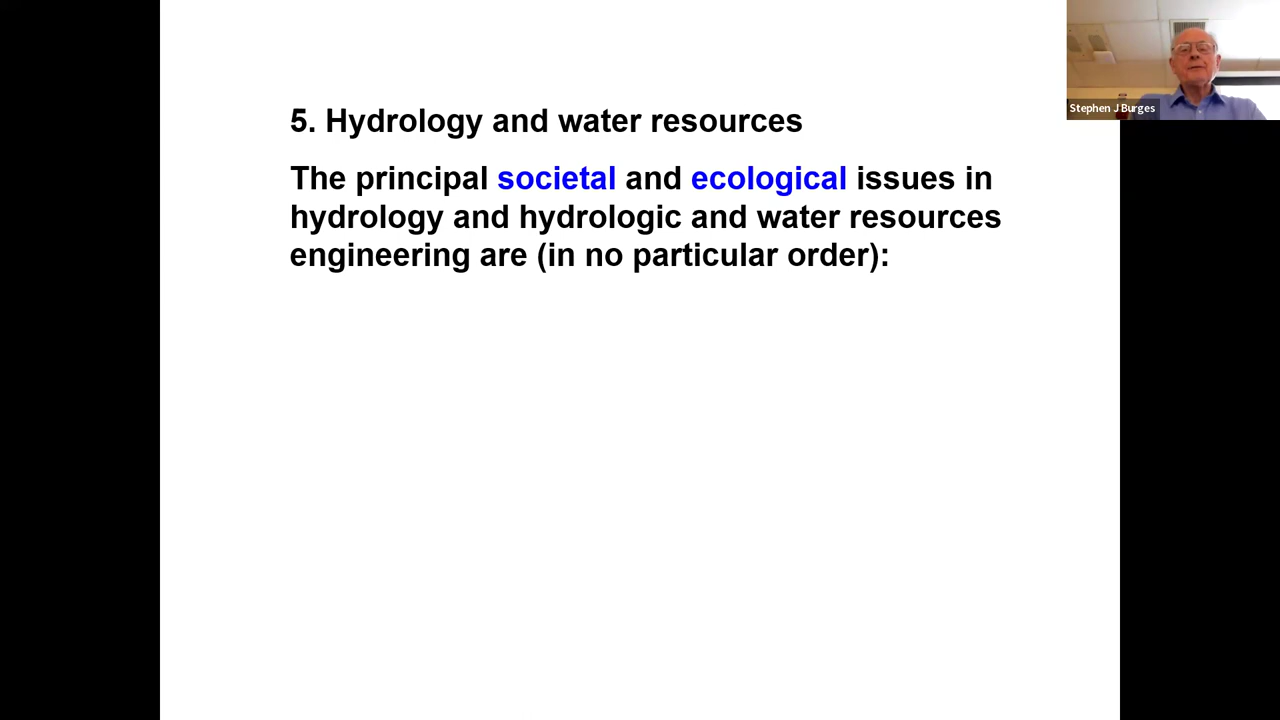 5. Hydrology and water resources
The principal societal and ecological issues in
hydrology and hydrologic and water resources
engineering are (in no particular order):
Stephen J Burges